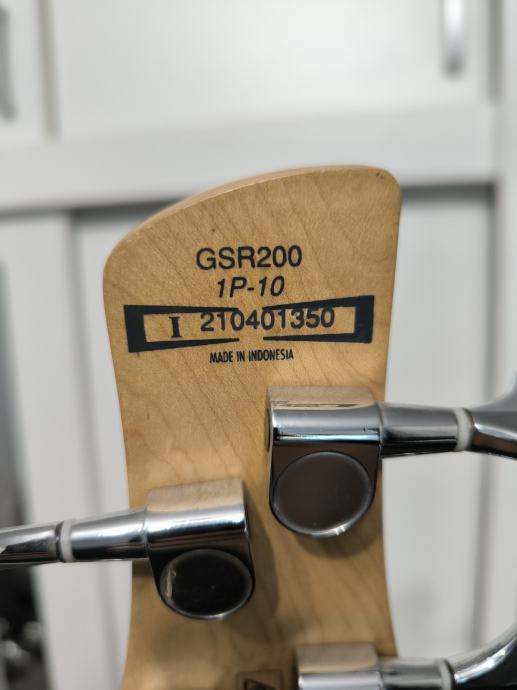 GSR200
1P-10
I 210401350
MADE IN INDONESIA